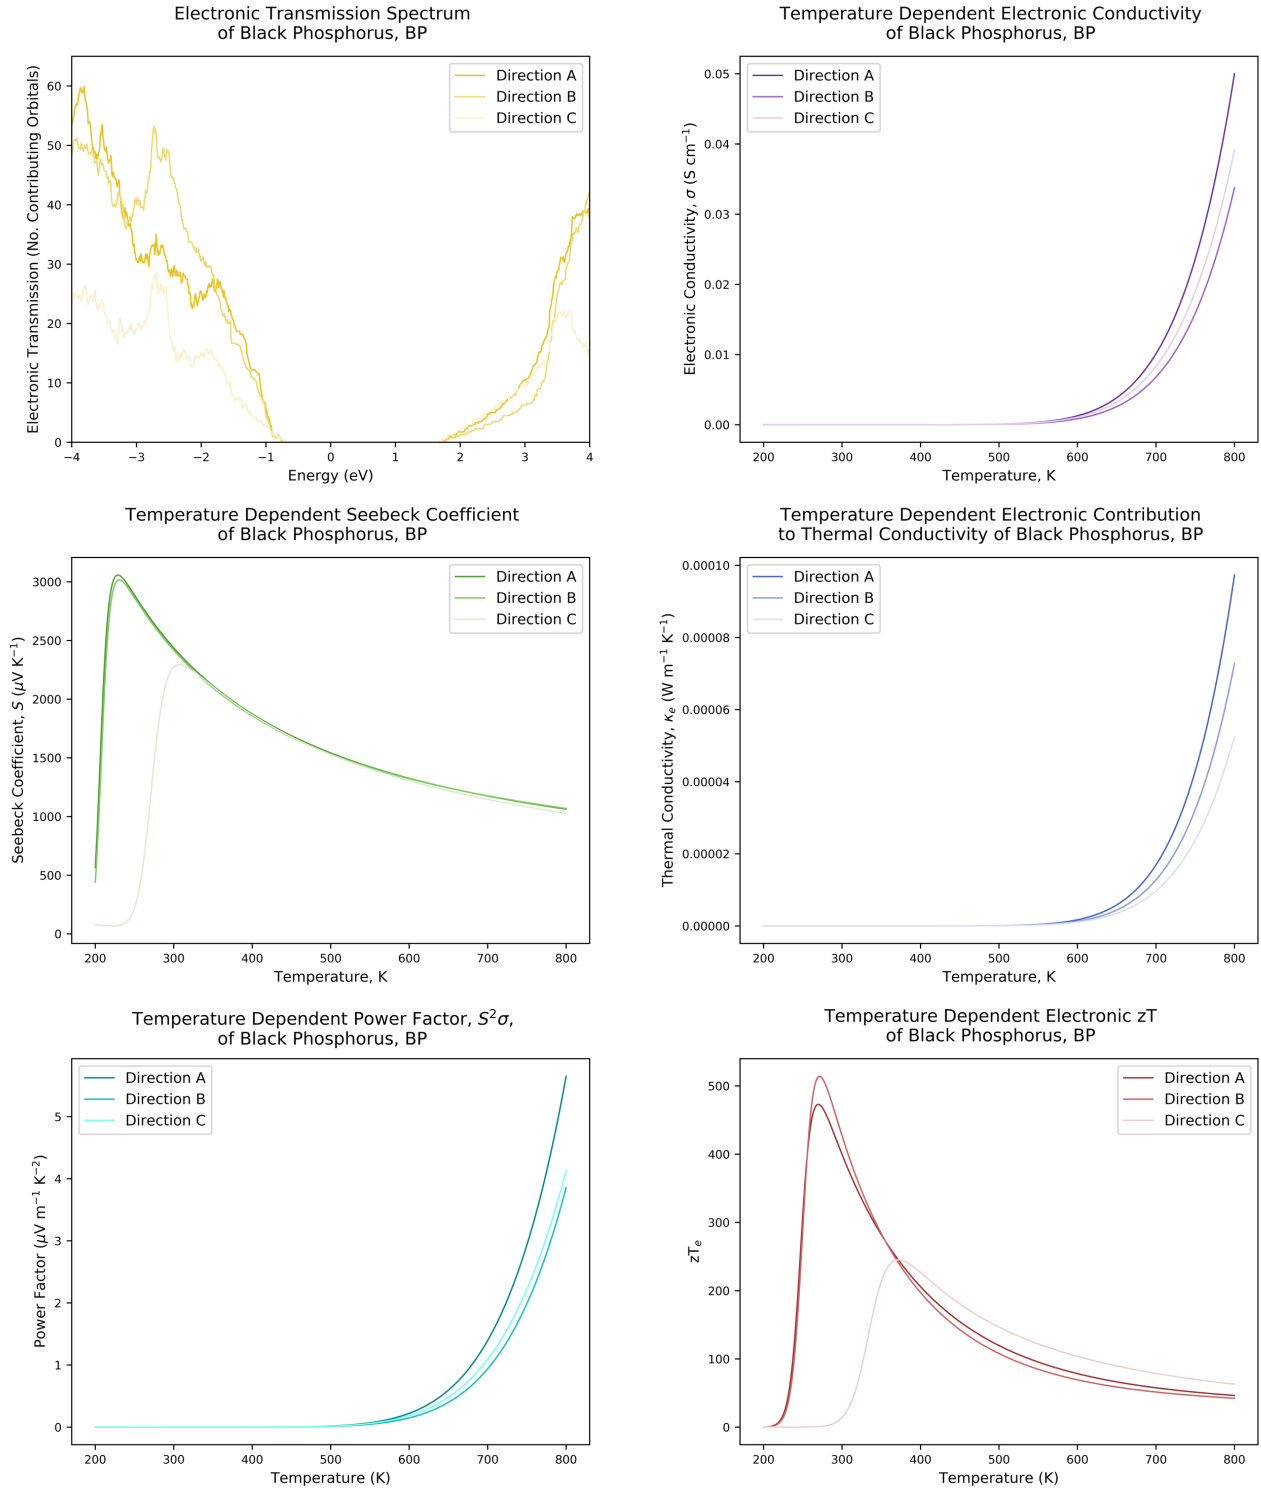 Electronic Transmission Spectrum
of Black Phosphorus, BP
Electronic Transmission (No. Contributing Orbitals)
60
50
40
30
20
10
0
−4
−3
−2
−1
0
1
2
3
4
Energy (eV)
Direction A
Direction B
Direction C
Temperature Dependent Electronic Conductivity
of Black Phosphorus, BP
Electronic Conductivity, σ (S cm⁻¹)
0.05
0.04
0.03
0.02
0.01
0.00
200
300
400
500
600
700
800
Temperature, K
Direction A
Direction B
Direction C
Temperature Dependent Seebeck Coefficient
of Black Phosphorus, BP
Seebeck Coefficient, S (μV K⁻¹)
3000
2500
2000
1500
1000
500
0
200
300
400
500
600
700
800
Temperature, K
Direction A
Direction B
Direction C
Temperature Dependent Electronic Contribution
to Thermal Conductivity of Black Phosphorus, BP
Thermal Conductivity, κₑ (W m⁻¹ K⁻¹)
0.00010
0.00008
0.00006
0.00004
0.00002
0.00000
200
300
400
500
600
700
800
Temperature, K
Direction A
Direction B
Direction C
Temperature Dependent Power Factor, S²σ,
of Black Phosphorus, BP
Power Factor (μV m⁻¹ K⁻²)
5
4
3
2
1
0
200
300
400
500
600
700
800
Temperature (K)
Direction A
Direction B
Direction C
Temperature Dependent Electronic zT
of Black Phosphorus, BP
zTₑ
500
400
300
200
100
0
200
300
400
500
600
700
800
Temperature (K)
Direction A
Direction B
Direction C